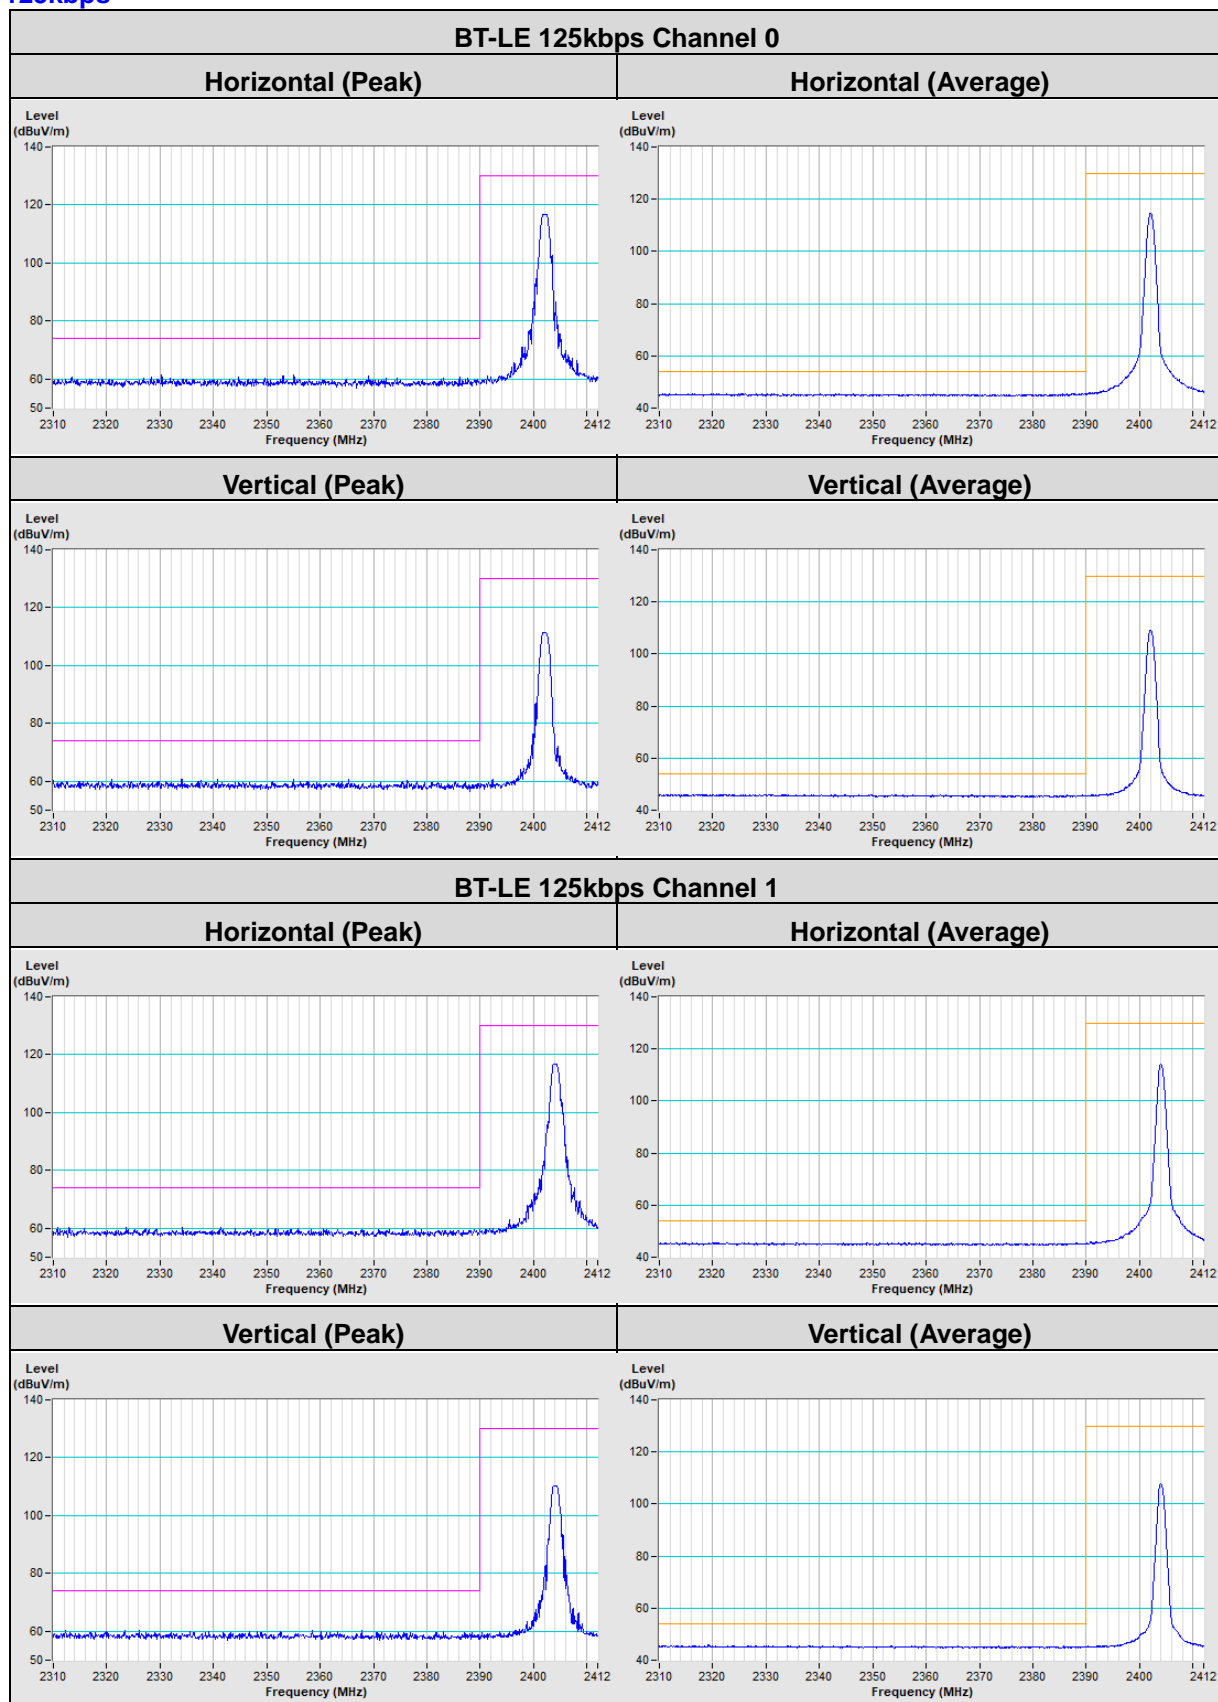 125kbps
BT-LE 125kbps Channel 0
Horizontal (Peak)
Horizontal (Average)
Level
(dBuV/m)
140
120
100
80
60
50
2310 2320 2330 2340 2350 2360 2370 2380 2390 2400 2412
Frequency (MHz)
Level
(dBuV/m)
140
120
100
80
60
40
2310 2320 2330 2340 2350 2360 2370 2380 2390 2400 2412
Frequency (MHz)
Vertical (Peak)
Vertical (Average)
Level
(dBuV/m)
140
120
100
80
60
50
2310 2320 2330 2340 2350 2360 2370 2380 2390 2400 2412
Frequency (MHz)
Level
(dBuV/m)
140
120
100
80
60
40
2310 2320 2330 2340 2350 2360 2370 2380 2390 2400 2412
Frequency (MHz)
BT-LE 125kbps Channel 1
Horizontal (Peak)
Horizontal (Average)
Level
(dBuV/m)
140
120
100
80
60
50
2310 2320 2330 2340 2350 2360 2370 2380 2390 2400 2412
Frequency (MHz)
Level
(dBuV/m)
140
120
100
80
60
40
2310 2320 2330 2340 2350 2360 2370 2380 2390 2400 2412
Frequency (MHz)
Vertical (Peak)
Vertical (Average)
Level
(dBuV/m)
140
120
100
80
60
50
2310 2320 2330 2340 2350 2360 2370 2380 2390 2400 2412
Frequency (MHz)
Level
(dBuV/m)
140
120
100
80
60
40
2310 2320 2330 2340 2350 2360 2370 2380 2390 2400 2412
Frequency (MHz)